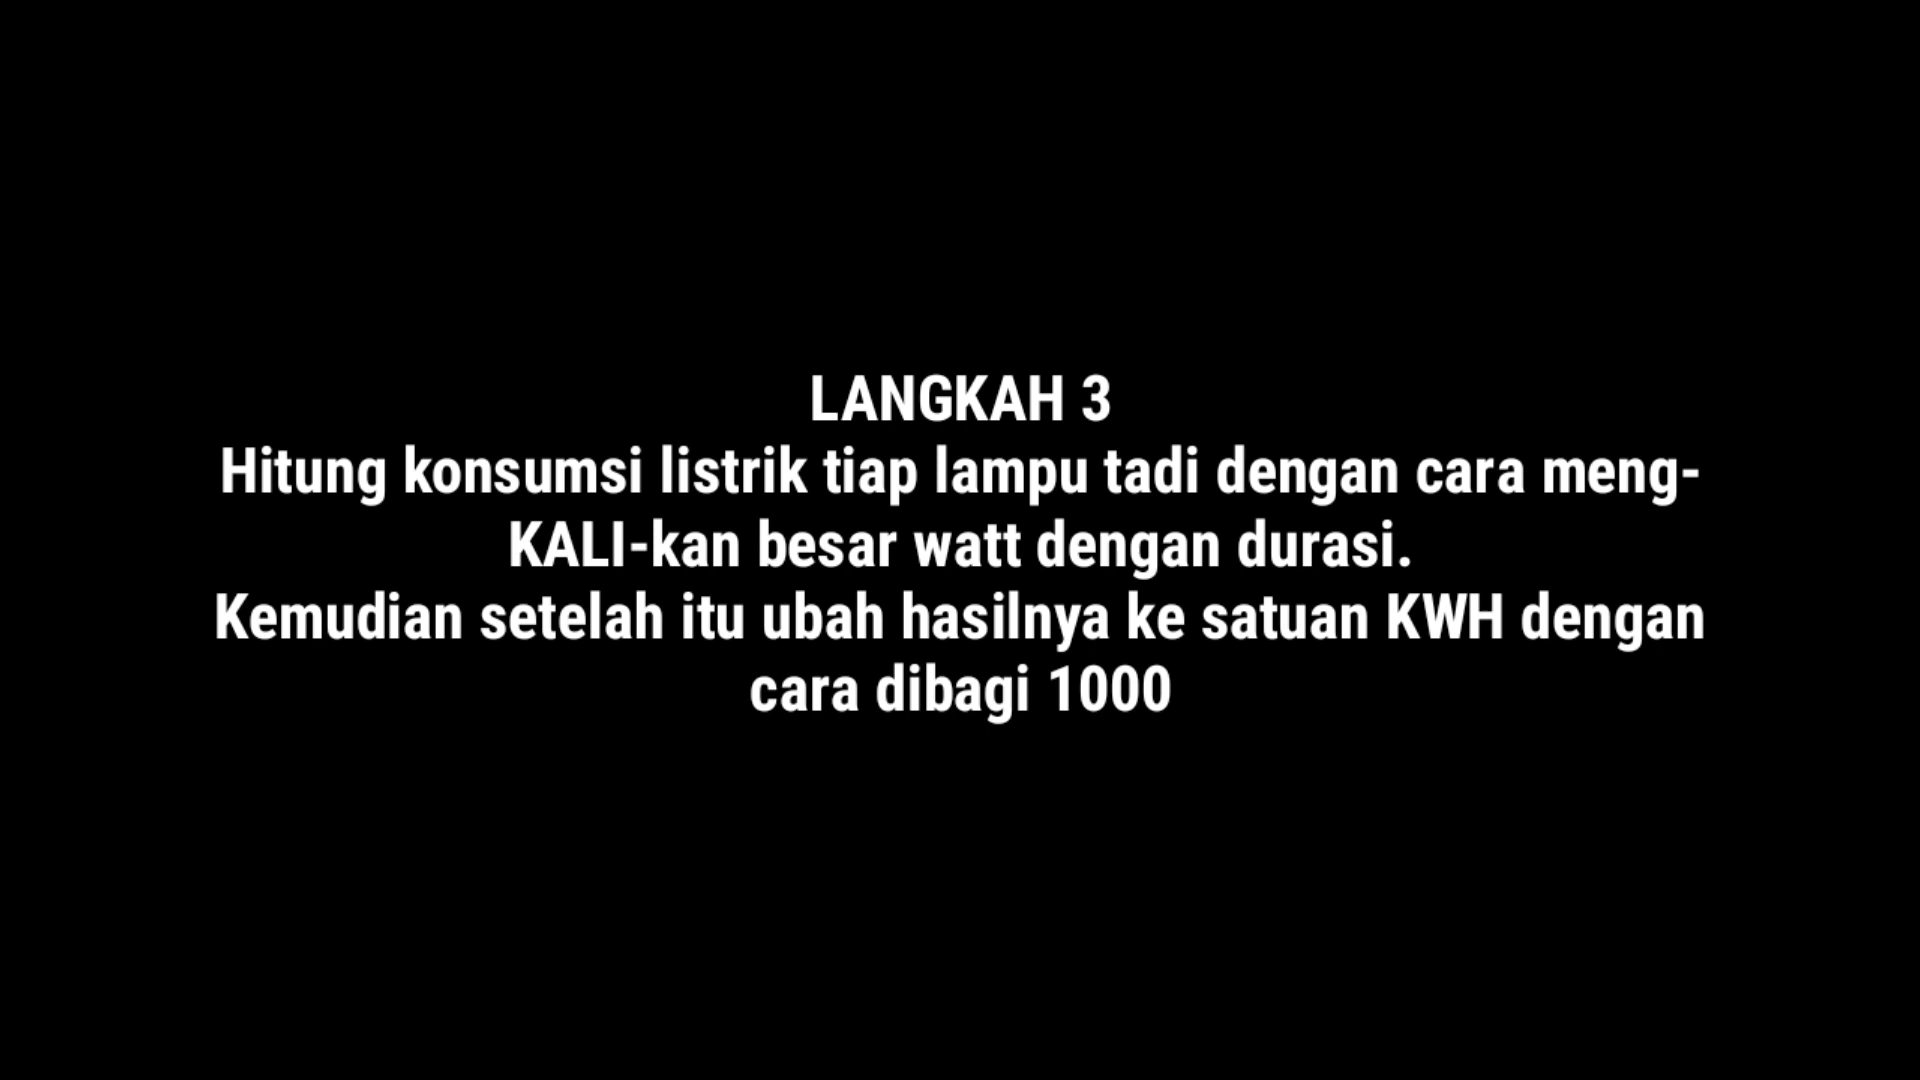 LANGKAH 3
Hitung konsumsi listrik tiap lampu tadi dengan cara meng-
KALI-kan besar watt dengan durasi.
Kemudian setelah itu ubah hasilnya ke satuan KWH dengan
cara dibagi 1000